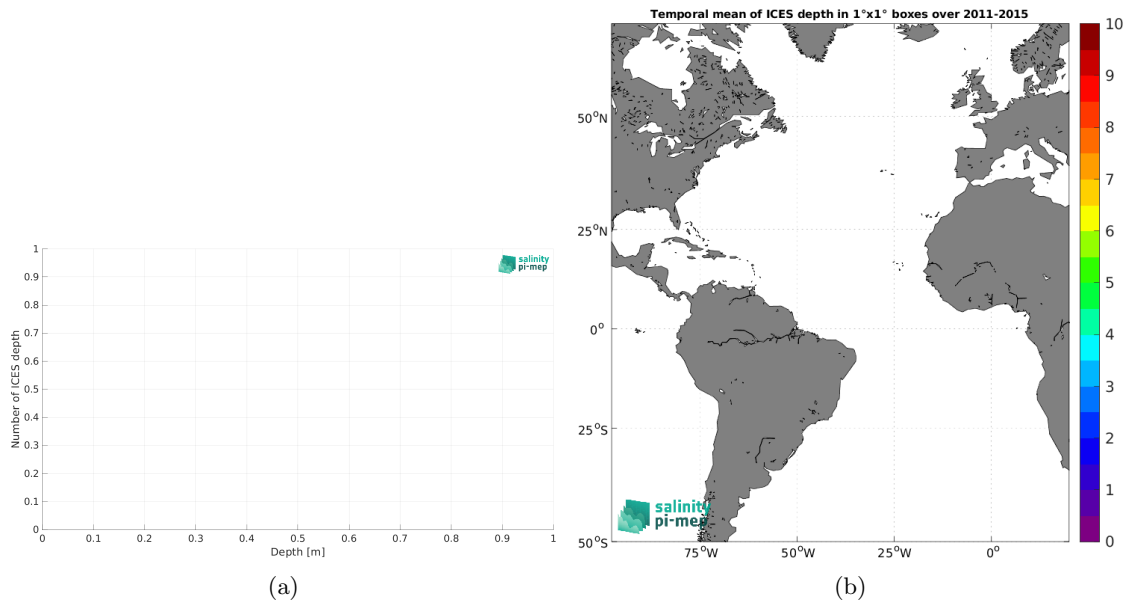 Temporal mean of ICES depth in 1°x1° boxes over 2011-2015
salinity
pi-mep
Number of ICES depth
1
0.9
0.8
0.7
0.6
0.5
0.4
0.3
0.2
0.1
0
0 0.1 0.2 0.3 0.4 0.5 0.6 0.7 0.8 0.9 1
Depth [m]
(a)
50°N
25°N
0°
25°S
50°S
75°W 50°W 25°W 0°
salinity
pi-mep
10
9
8
7
6
5
4
3
2
1
0
(b)